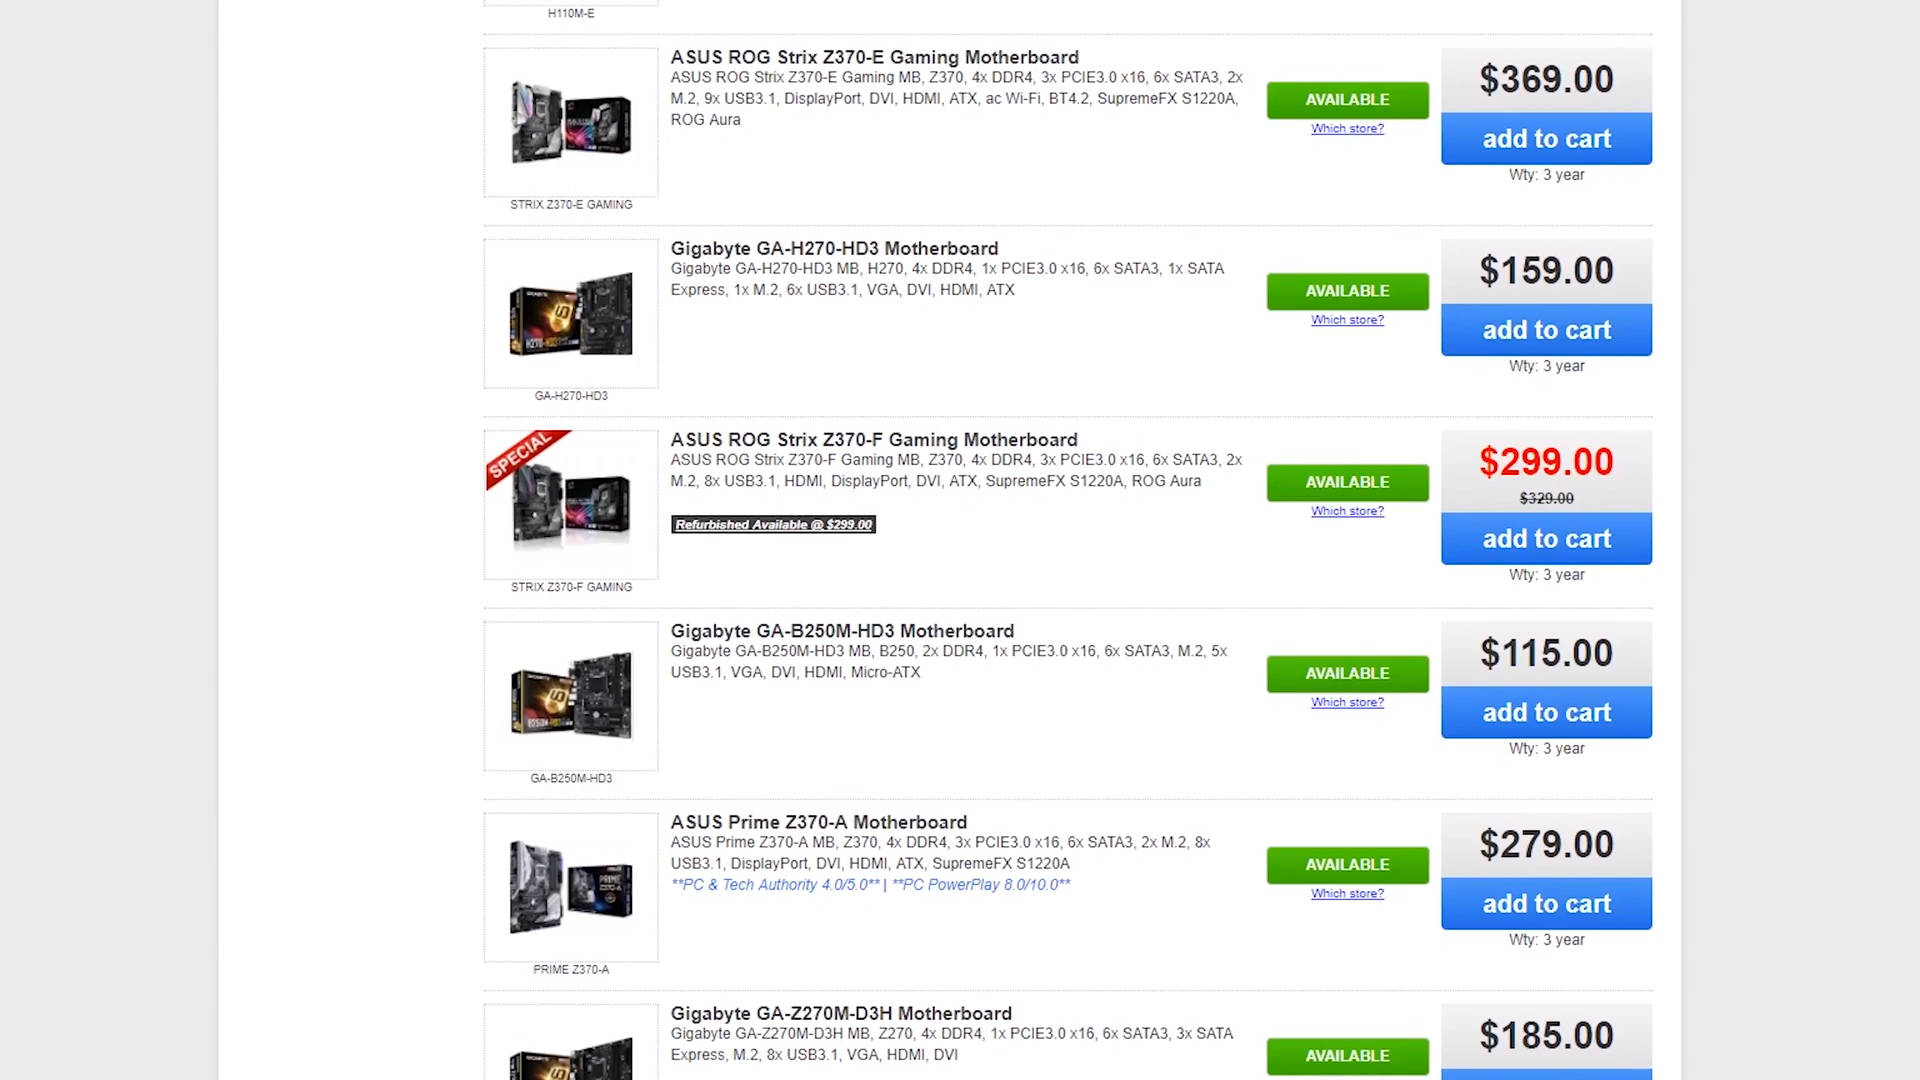 H110M-E
ASUS ROG Strix Z370-E Gaming Motherboard
ASUS ROG Strix Z370-E Gaming MB, Z370, 4x DDR4, 3x PCIE3.0 x16, 6x SATA3, 2x
M.2, 9x USB3.1, DisplayPort, DVI, HDMI, ATX, ac Wi-Fi, BT4.2, SupremeFX S1220A,
ROG Aura
AVAILABLE
Which store?
$369.00
add to cart
Wty: 3 year
STRIX Z370-E GAMING
Gigabyte GA-H270-HD3 Motherboard
Gigabyte GA-H270-HD3 MB, H270, 4x DDR4, 1x PCIE3.0 x16, 6x SATA3, 1x SATA
Express, 1x M.2, 6x USB3.1, VGA, DVI, HDMI, ATX
AVAILABLE
Which store?
$159.00
add to cart
Wty: 3 year
GA-H270-HD3
SPECIAL
ASUS ROG Strix Z370-F Gaming Motherboard
ASUS ROG Strix Z370-F Gaming MB, Z370, 4x DDR4, 3x PCIE3.0 x16, 6x SATA3, 2x
M.2, 8x USB3.1, HDMI, DisplayPort, DVI, ATX, SupremeFX S1220A, ROG Aura
Refurbished Available @ $299.00
AVAILABLE
Which store?
$299.00
$329.00
add to cart
Wty: 3 year
STRIX Z370-F GAMING
Gigabyte GA-B250M-HD3 Motherboard
Gigabyte GA-B250M-HD3 MB, B250, 2x DDR4, 1x PCIE3.0 x16, 6x SATA3, M.2, 5x
USB3.1, VGA, DVI, HDMI, Micro-ATX
AVAILABLE
Which store?
$115.00
add to cart
Wty: 3 year
GA-B250M-HD3
ASUS Prime Z370-A Motherboard
ASUS Prime Z370-A MB, Z370, 4x DDR4, 3x PCIE3.0 x16, 6x SATA3, 2x M.2, 8x
USB3.1, DisplayPort, DVI, HDMI, ATX, SupremeFX S1220A
**PC & Tech Authority 4.0/5.0** | **PC PowerPlay 8.0/10.0**
AVAILABLE
Which store?
$279.00
add to cart
Wty: 3 year
PRIME Z370-A
Gigabyte GA-Z270M-D3H Motherboard
Gigabyte GA-Z270M-D3H MB, Z270, 4x DDR4, 1x PCIE3.0 x16, 6x SATA3, 3x SATA
Express, M.2, 8x USB3.1, VGA, HDMI, DVI
AVAILABLE
$185.00